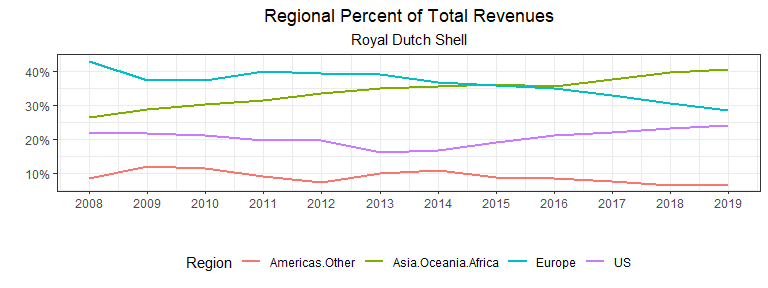 Regional Percent of Total Revenues
Royal Dutch Shell
40%
30%
20%
10%
2008 2009 2010 2011 2012 2013 2014 2015 2016 2017 2018 2019
Region Americas.Other Asia.Oceania.Africa Europe US